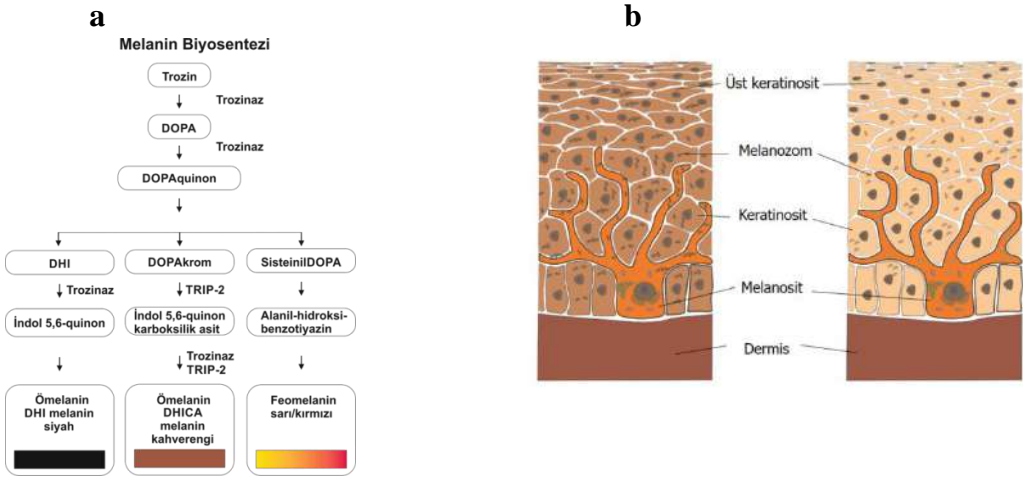 a
Melanin Biyosentezi
Trozin
Trozinaz
DOPA
Trozinaz
DOPAquinon
DHI
DOPAkrom
SisteinilDOPA
Trozinaz
TRIP-2
İndol 5,6-quinon
İndol 5,6-quinon
karboksilik asit
Alanil-hidroksi-
benzotiyazin
Trozinaz
TRIP-2
Ömelanin
DHI melanin
siyah
Ömelanin
DHICA
melanin
kahverengi
Feomelanin
sarı/kırmızı
b
Üst keratinosit
Melanozom
Keratinosit
Melanosit
Dermis